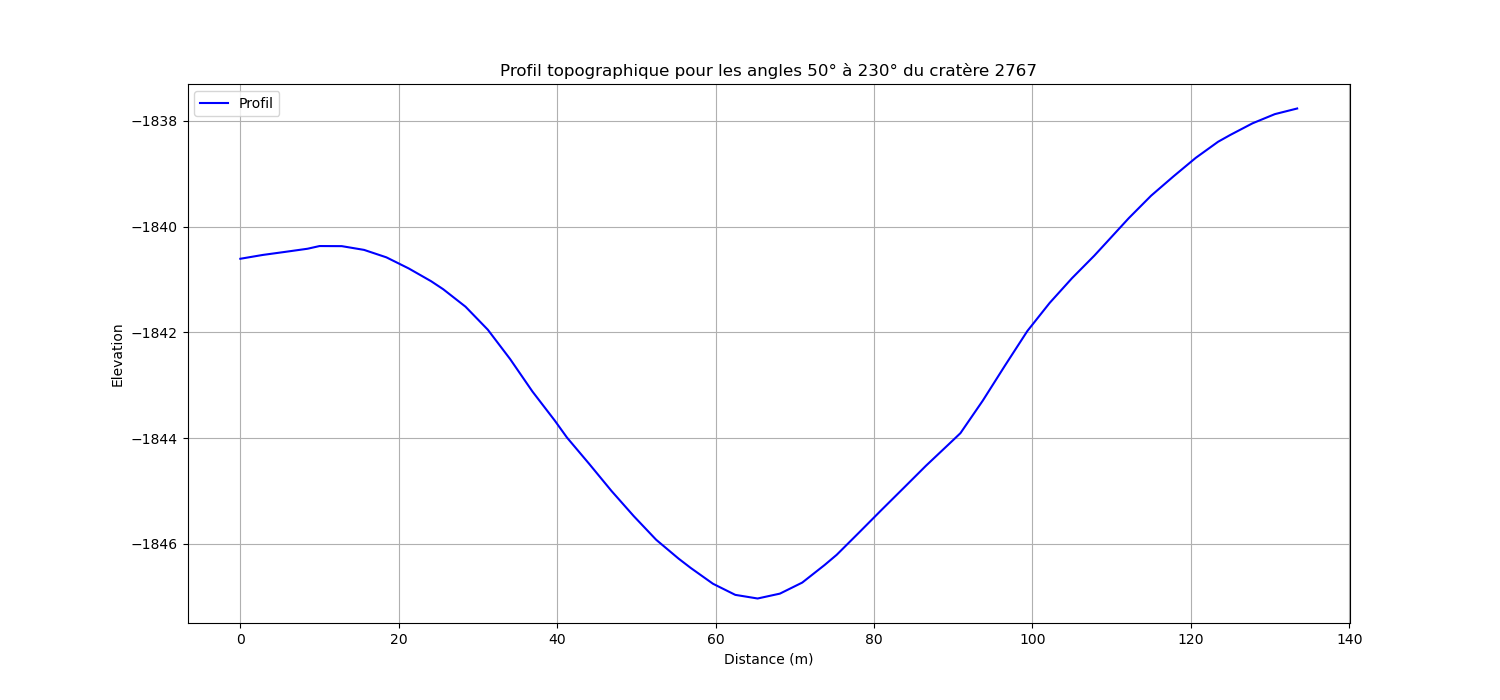 Profil topographique pour les angles 50° à 230° du cratère 2767
Profil
−1838
−1840
−1842
−1844
−1846
Elevation
0 20 40 60 80 100 120 140
Distance (m)